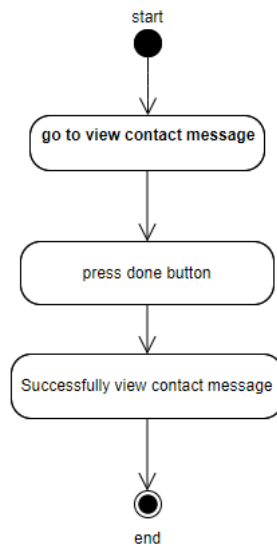 start
go to view contact message
press done button
Successfully view contact message
end